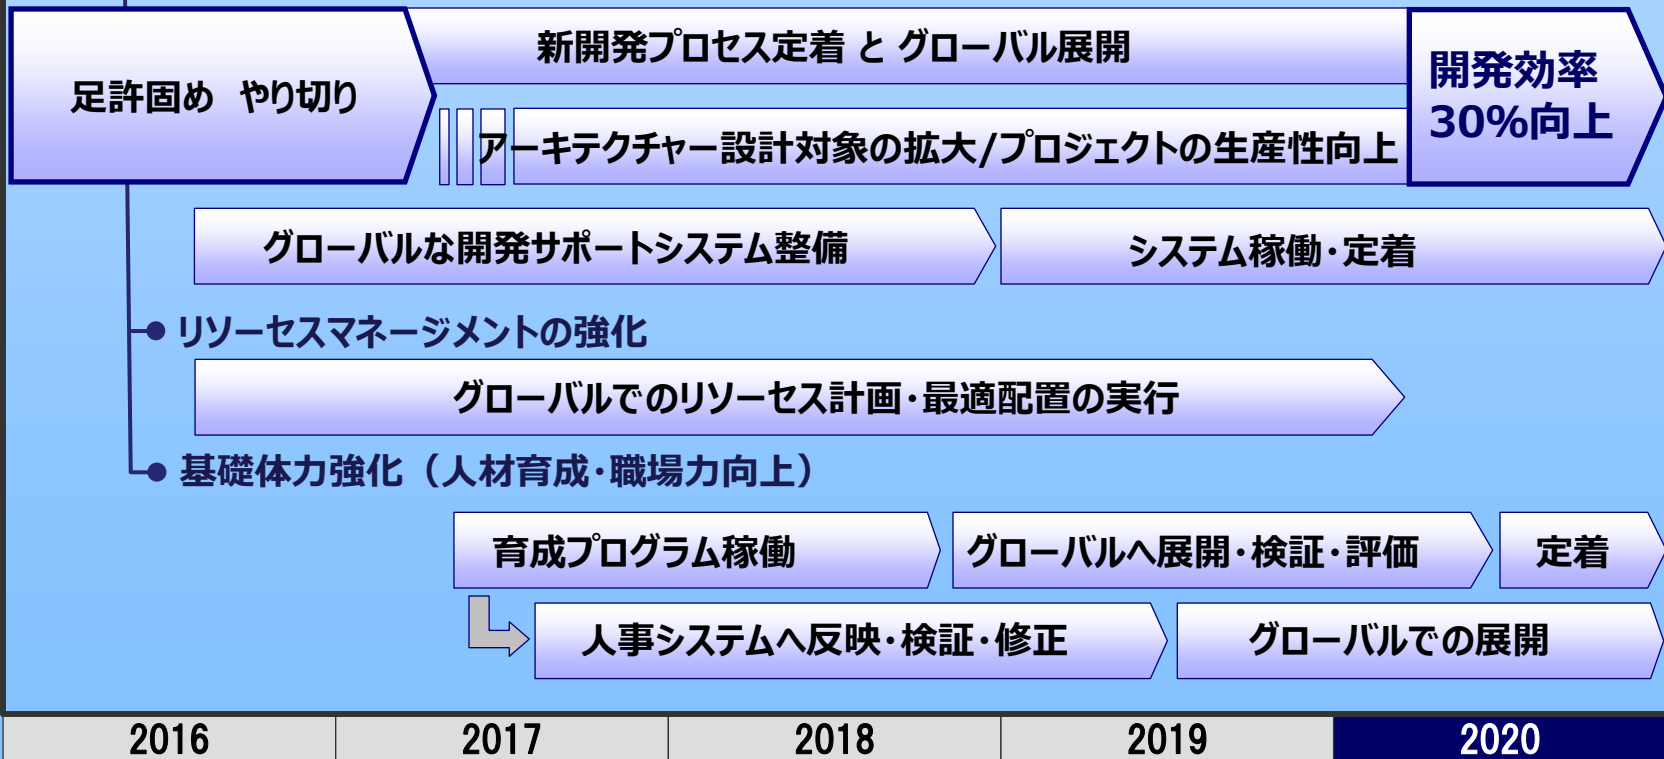 足許固め やり切り
新開発プロセス定着 と グローバル展開
アーキテクチャー設計対象の拡大/プロジェクトの生産性向上
開発効率
30%向上
グローバルな開発サポートシステム整備
システム稼働・定着
リソーセスマネージメントの強化
グローバルでのリソーセス計画・最適配置の実行
基礎体力強化（人材育成・職場力向上）
育成プログラム稼働
グローバルへ展開・検証・評価
定着
人事システムへ反映・検証・修正
グローバルでの展開
2016 2017 2018 2019 2020